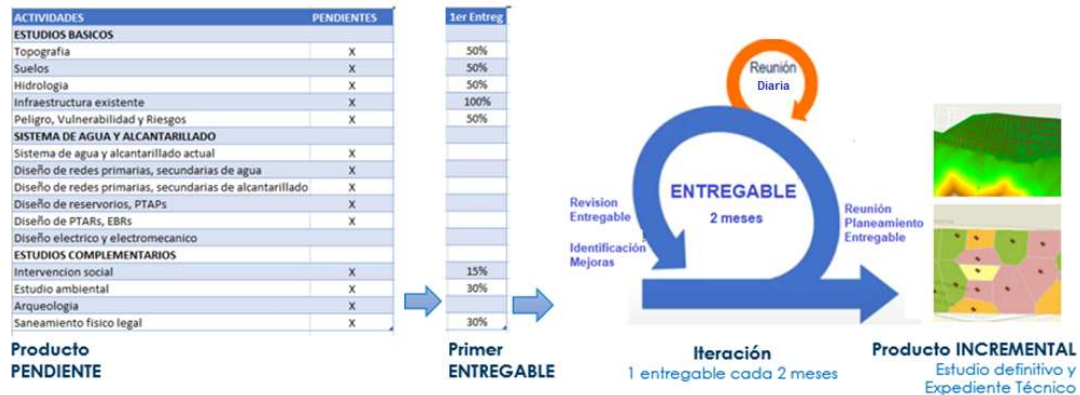 ACTIVIDADES PENDIENTES 1er Entreg
ESTUDIOS BASICOS
Topografia X 50%
Suelos X 50%
Hidrologia X 50%
Infraestructura existente X 100%
Peligro, Vulnerabilidad y Riesgos X 50%
SISTEMA DE AGUA Y ALCANTARILLADO
Sistema de agua y alcantarillado actual X
Diseño de redes primarias, secundarias de agua X
Diseño de redes primarias, secundarias de alcantarillado X
Diseño de reservorios, PTAPs X
Diseño de PTARs, EBRs X
Diseño electrico y electromecanico
ESTUDIOS COMPLEMENTARIOS
Intervencion social X 15%
Estudio ambiental X 30%
Arqueologia X
Saneamiento fisico legal X 30%
Producto
PENDIENTE
Primer
ENTREGABLE
Reunión
Diaria
ENTREGABLE
2 meses
Revision
Entregable
Identificación
Mejoras
Reunión
Planeamiento
Entregable
Iteración
1 entregable cada 2 meses
Producto INCREMENTAL
Estudio definitivo y
Expediente Técnico